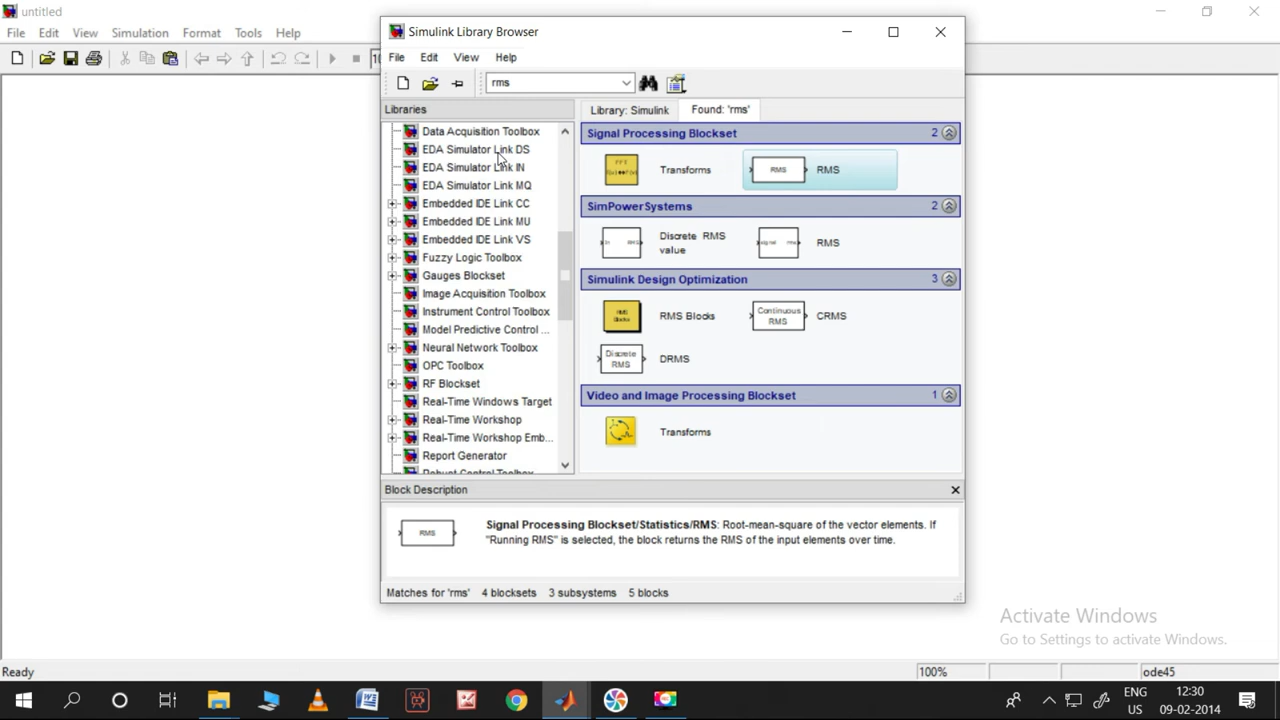 untitled
File Edit View Simulation Format Tools Help
Simulink Library Browser
File Edit View Help
rms
Libraries
Data Acquisition Toolbox
EDA Simulator Link DS
EDA Simulator Link IN
EDA Simulator Link MQ
Embedded IDE Link CC
Embedded IDE Link MU
Embedded IDE Link VS
Fuzzy Logic Toolbox
Gauges Blockset
Image Acquisition Toolbox
Instrument Control Toolbox
Model Predictive Control ...
Neural Network Toolbox
OPC Toolbox
RF Blockset
Real-Time Windows Target
Real-Time Workshop
Real-Time Workshop Emb...
Report Generator
Robust Control Toolbox
Library: Simulink Found: 'rms'
Signal Processing Blockset 2
Transforms RMS RMS
SimPowerSystems 2
In RMS Discrete RMS value signal rms RMS
Simulink Design Optimization 3
RMS Blocks RMS Blocks Continuous RMS CRMS
Discrete RMS DRMS
Video and Image Processing Blockset 1
Transforms
Block Description
RMS
Signal Processing Blockset/Statistics/RMS: Root-mean-square of the vector elements. If
"Running RMS" is selected, the block returns the RMS of the input elements over time.
Matches for 'rms' 4 blocksets 3 subsystems 5 blocks
Activate Windows
Go to Settings to activate Windows.
Ready 100% ode45
ENG US 12:30 09-02-2014